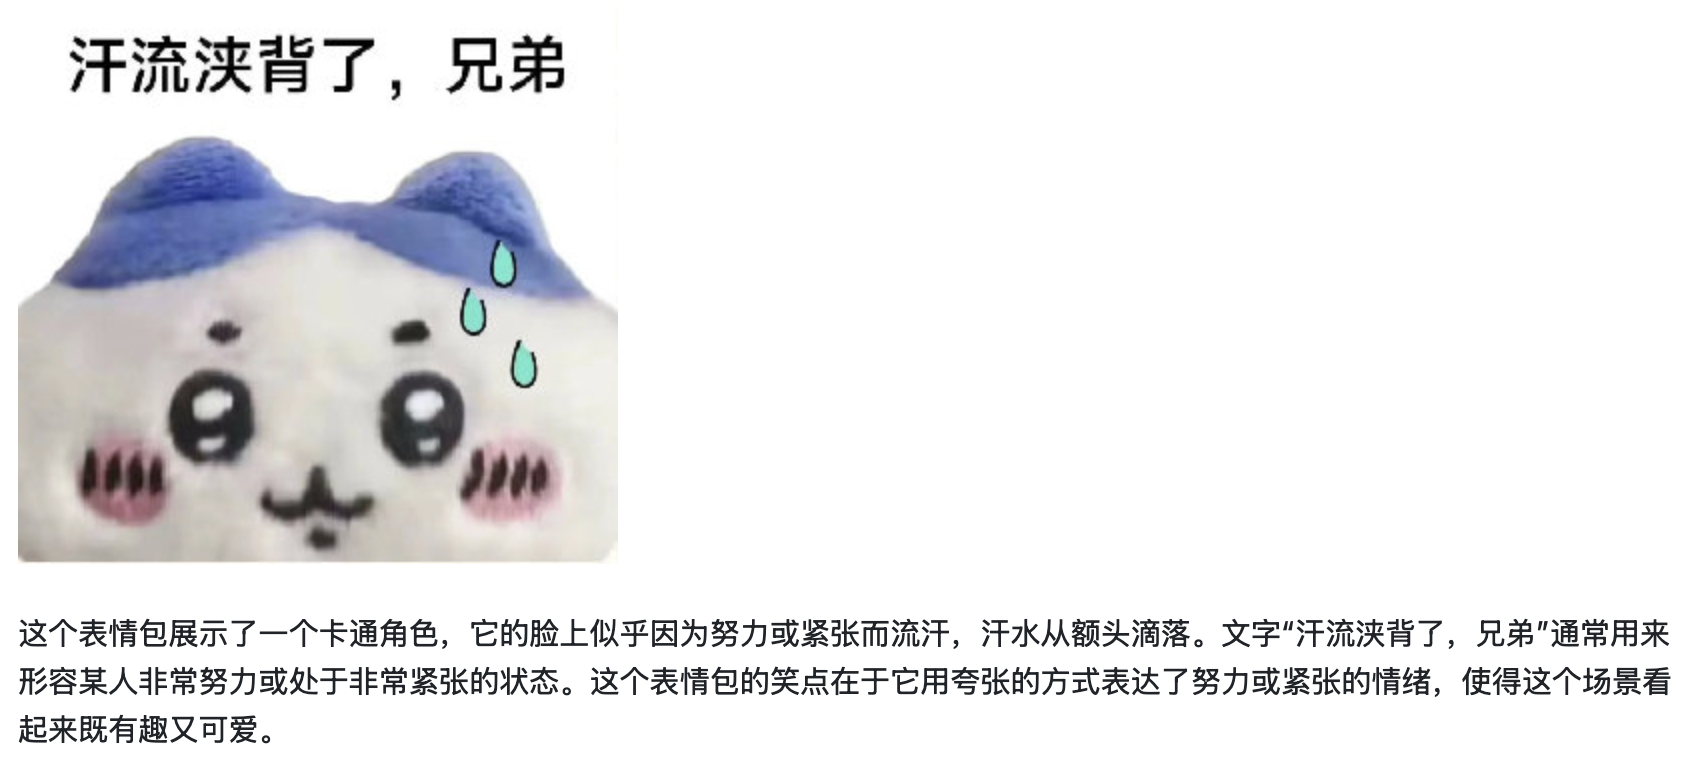 汗流浃背了，兄弟
这个表情包展示了一个卡通角色，它的脸上似乎因为努力或紧张而流汗，汗水从额头滴落。文字“汗流浃背了，兄弟”通常用来
形容某人非常努力或处于非常紧张的状态。这个表情包的笑点在于它用夸张的方式表达了努力或紧张的情绪，使得这个场景看
起来既有趣又可爱。